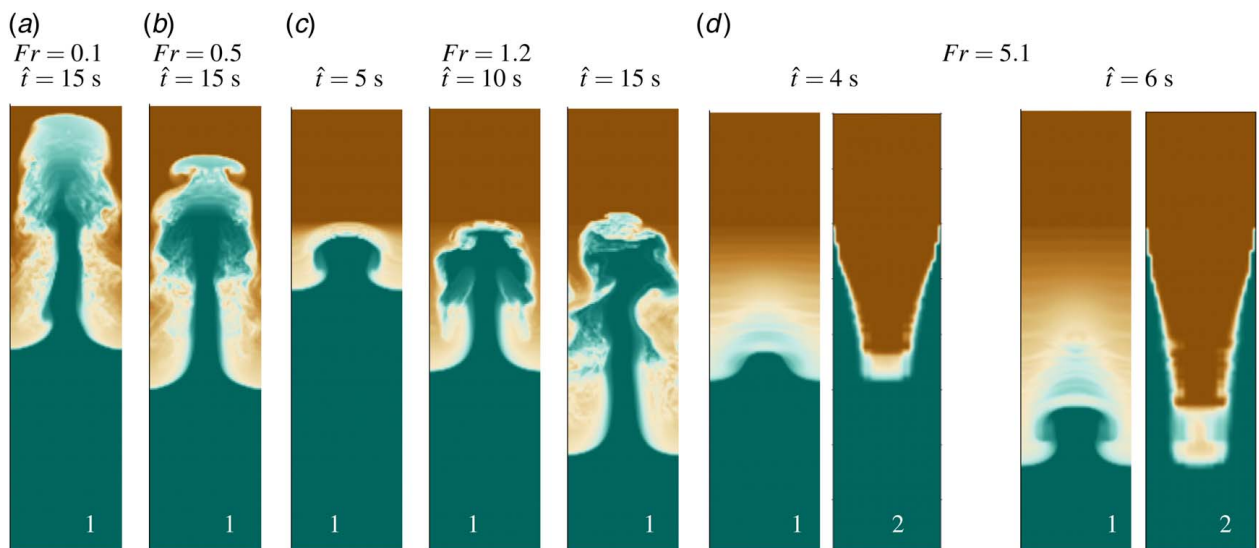 (a) (b) (c) (d)
Fr = 0.1 Fr = 0.5 Fr = 1.2 Fr = 5.1
t̂ = 15 s t̂ = 15 s t̂ = 5 s t̂ = 10 s t̂ = 15 s t̂ = 4 s t̂ = 6 s
1 1 1 1 1 1 2 1 2